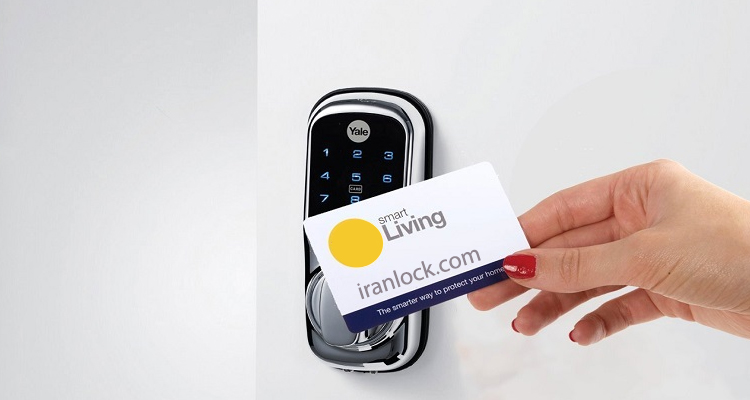 Yale
1 2 3
4 5 6
CARD
7 8
smart
Living
iranlock.com
The smarter way to protect your home